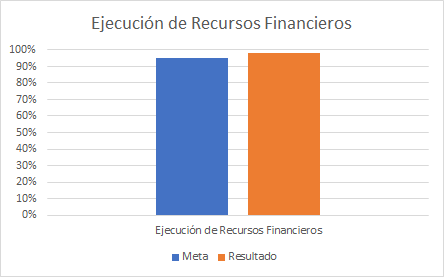 Ejecución de Recursos Financieros
100%
90%
80%
70%
60%
50%
40%
30%
20%
10%
0%
Ejecución de Recursos Financieros
Meta
Resultado